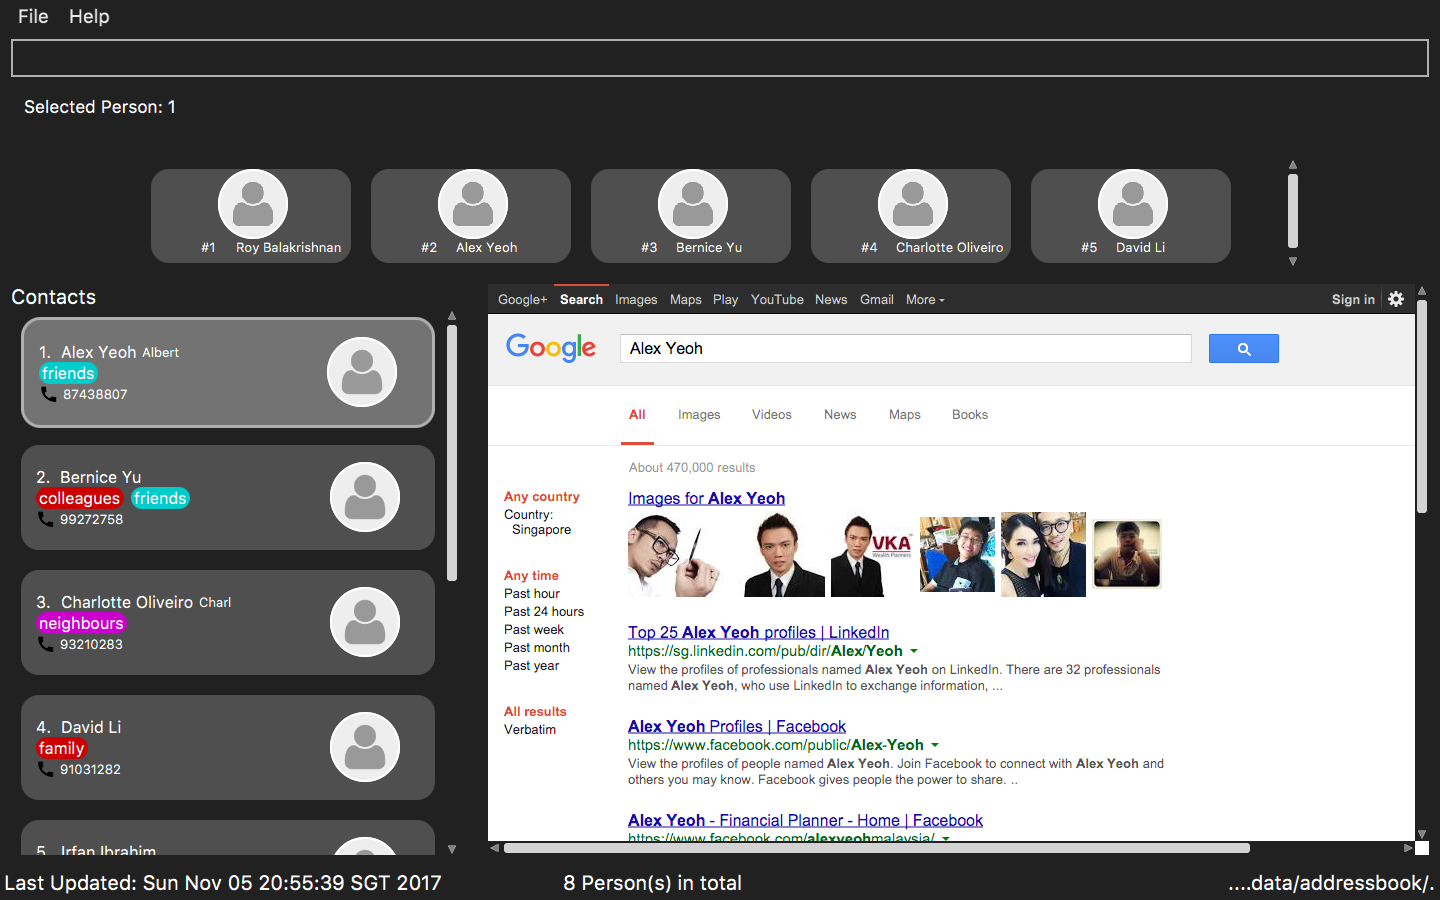 File Help
Selected Person: 1
#1 Roy Balakrishnan
#2 Alex Yeoh
#3 Bernice Yu
#4 Charlotte Oliveiro
#5 David Li
Contacts
1. Alex Yeoh Albert
friends
87438807
2. Bernice Yu
colleagues friends
99272758
3. Charlotte Oliveiro Charl
neighbours
93210283
4. David Li
family
91031282
5. Irfan Ibrahim
Google+ Search Images Maps Play YouTube News Gmail More Sign in
Google Alex Yeoh
All Images Videos News Maps Books
About 470,000 results
Any country
Country:
Singapore
Any time
Past hour
Past 24 hours
Past week
Past month
Past year
All results
Verbatim
Images for Alex Yeoh
VKA
Wealth Planners
Top 25 Alex Yeoh profiles | LinkedIn
https://sg.linkedin.com/pub/dir/Alex/Yeoh
View the profiles of professionals named Alex Yeoh on LinkedIn. There are 32 professionals
named Alex Yeoh, who use LinkedIn to exchange information, ...
Alex Yeoh Profiles | Facebook
https://www.facebook.com/public/Alex-Yeoh
View the profiles of people named Alex Yeoh. Join Facebook to connect with Alex Yeoh and
others you may know. Facebook gives people the power to share. ..
Alex Yeoh - Financial Planner - Home | Facebook
https://www.facebook.com/alexyeohmalaysia/
Last Updated: Sun Nov 05 20:55:39 SGT 2017
8 Person(s) in total
....data/addressbook/.